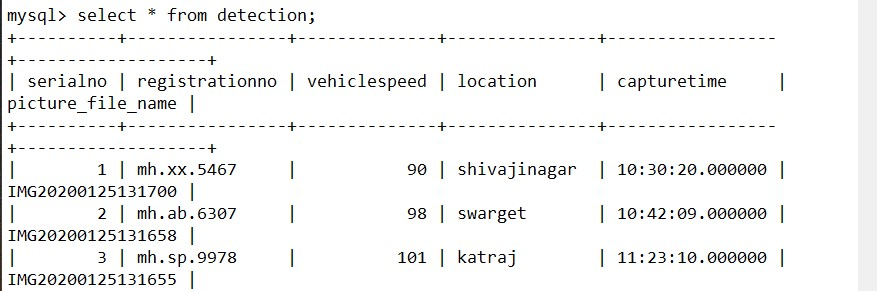 mysql> select * from detection;
+----------+----------------+--------------+---------------+-----------------
+-------------------+
| serialno | registrationno | vehiclespeed | location      | capturetime     |
picture_file_name |
+----------+----------------+--------------+---------------+-----------------
+-------------------+
|        1 | mh.xx.5467     |           90 | shivajinagar  | 10:30:20.000000 |
IMG20200125131700 |
|        2 | mh.ab.6307     |           98 | swarget       | 10:42:09.000000 |
IMG20200125131658 |
|        3 | mh.sp.9978     |          101 | katraj        | 11:23:10.000000 |
IMG20200125131655 |